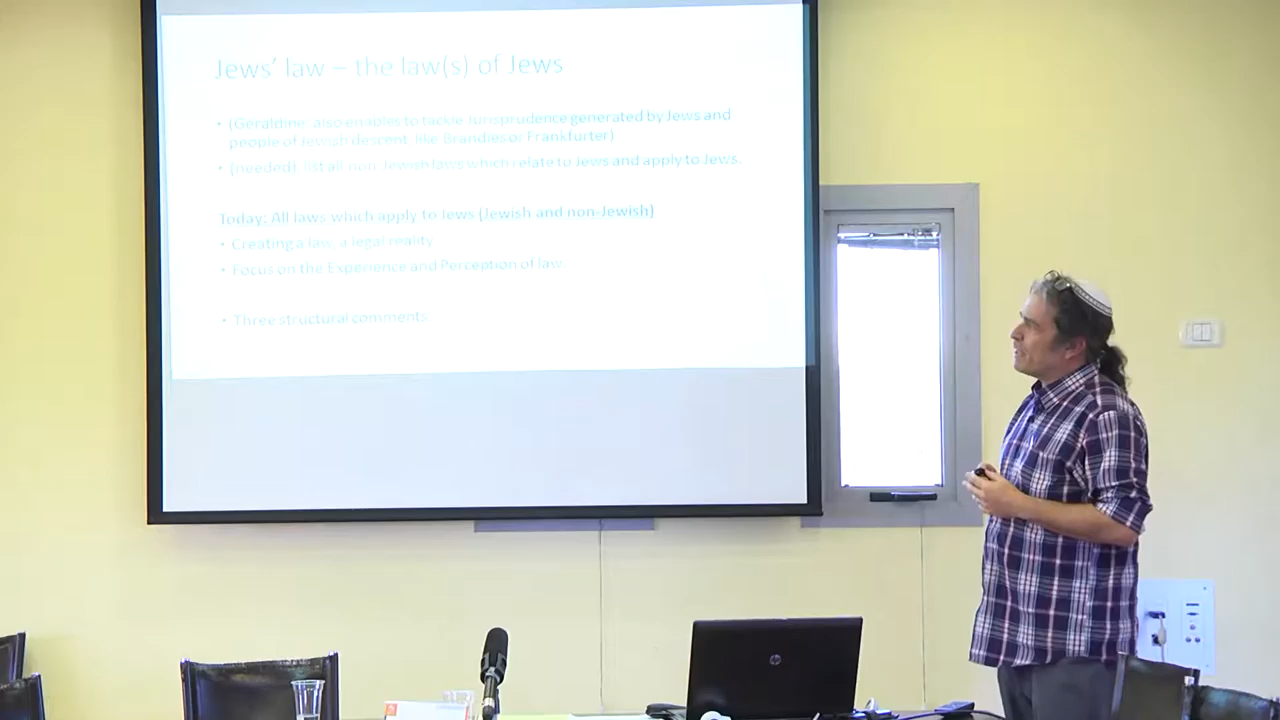 Jews' law – the law(s) of Jews
• (Geraldine: also enables to tackle Jurisprudence generated by Jews and
people of Jewish descent, like Brandies or Frankfurter)
• (needed): list all non-Jewish laws which relate to Jews and apply to Jews.
Today: All laws which apply to Jews (Jewish and non-Jewish)
• Creating a law, a legal reality
• Focus on the Experience and Perception of law.
• Three structural comments.
hp